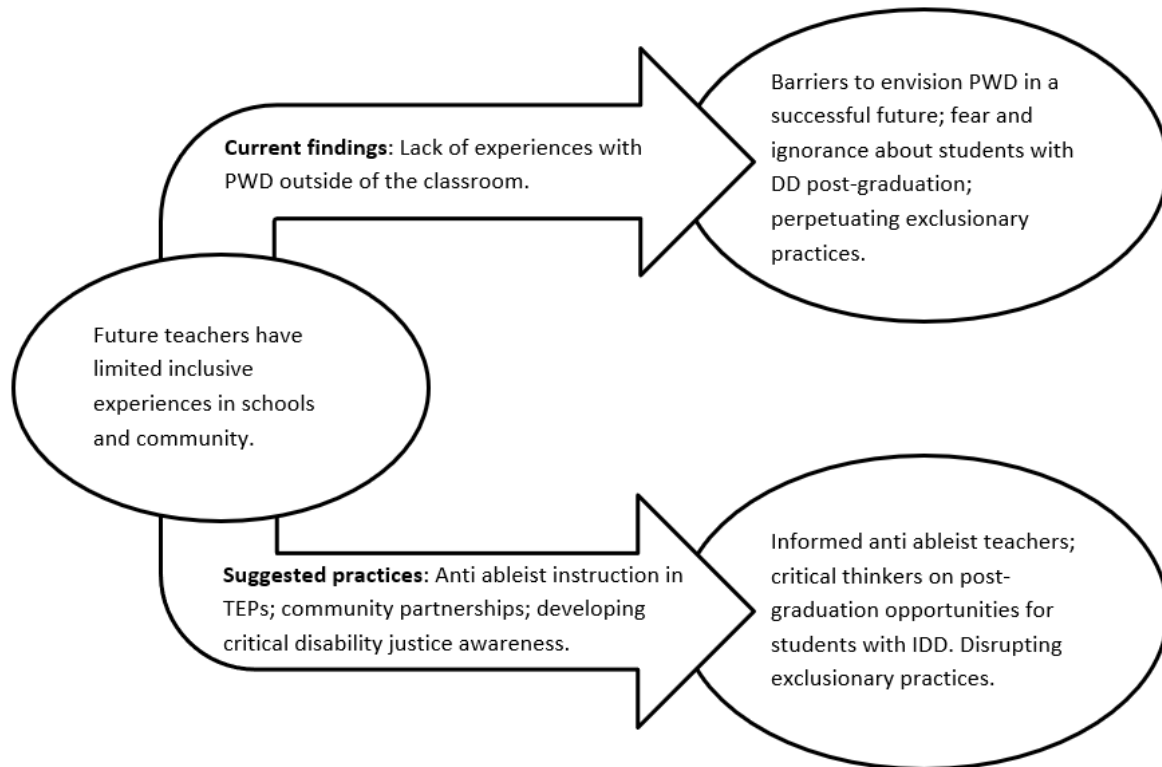 Current findings: Lack of experiences with
PWD outside of the classroom.
Barriers to envision PWD in a
successful future; fear and
ignorance about students with
DD post-graduation;
perpetuating exclusionary
practices.
Future teachers have
limited inclusive
experiences in schools
and community.
Suggested practices: Anti ableist instruction in
TEPs; community partnerships; developing
critical disability justice awareness.
Informed anti ableist teachers;
critical thinkers on post-
graduation opportunities for
students with IDD. Disrupting
exclusionary practices.